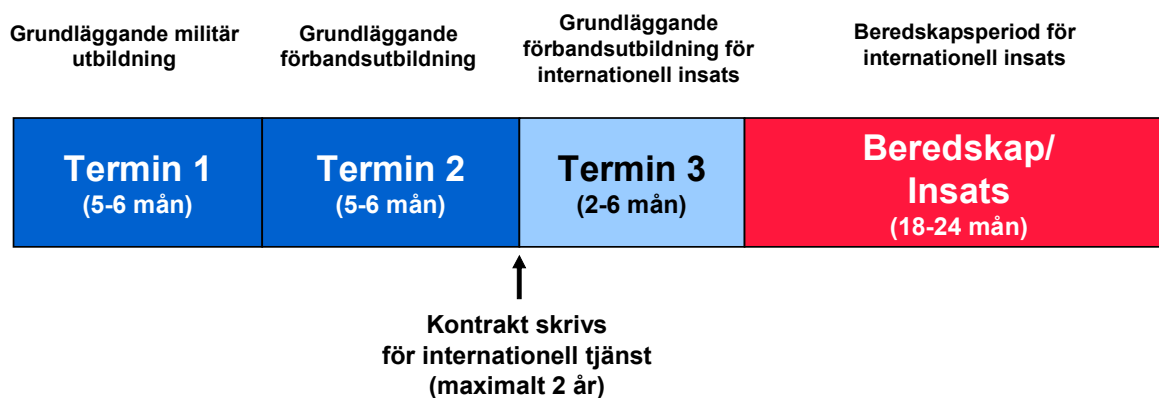 Grundläggande militär
utbildning
Grundläggande
förbandsutbildning
Grundläggande
förbandsutbildning för
internationell insats
Beredskapsperiod för
internationell insats
Termin 1
(5-6 mån)
Termin 2
(5-6 mån)
Termin 3
(2-6 mån)
Beredskap/
Insats
(18-24 mån)
Kontrakt skrivs
för internationell tjänst
(maximalt 2 år)